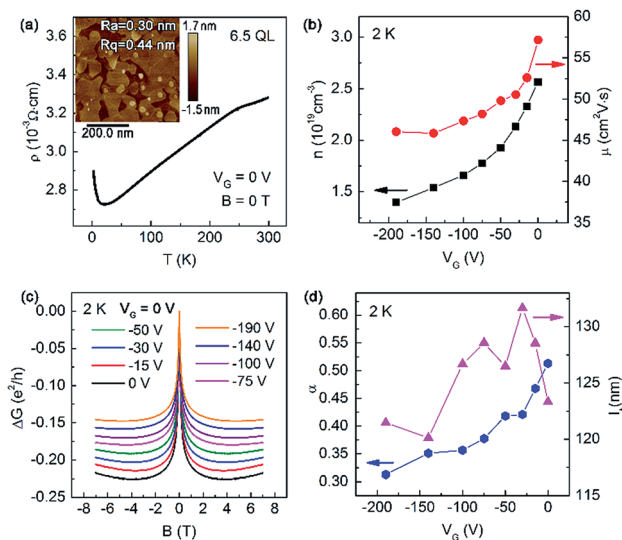 (a)
Ra=0.30 nm
Rq=0.44 nm
1.7 nm
-1.5 nm
200.0 nm
6.5 QL
3.6
3.4
3.2
3.0
2.8
2.6
ρ (10⁻³Ω·cm)
V_G = 0 V
B = 0 T
0 100 200 300
T (K)
(b)
2 K
3.0
2.5
2.0
1.5
n (10¹⁹cm⁻³)
60
55
50
45
40
35
μ (cm²V/s)
-200 -150 -100 -50 0
V_G (V)
(c)
2 K V_G = 0 V
0.00
-0.05
-0.10
-0.15
-0.20
-0.25
ΔG (e²/h)
-50 V
-30 V
-15 V
0 V
-190 V
-140 V
-100 V
-75 V
-8 -6 -4 -2 0 2 4 6 8
B (T)
(d)
2 K
0.60
0.55
0.50
0.45
0.40
0.35
0.30
α
130
125
120
115
-200 -150 -100 -50 0
V_G (V)